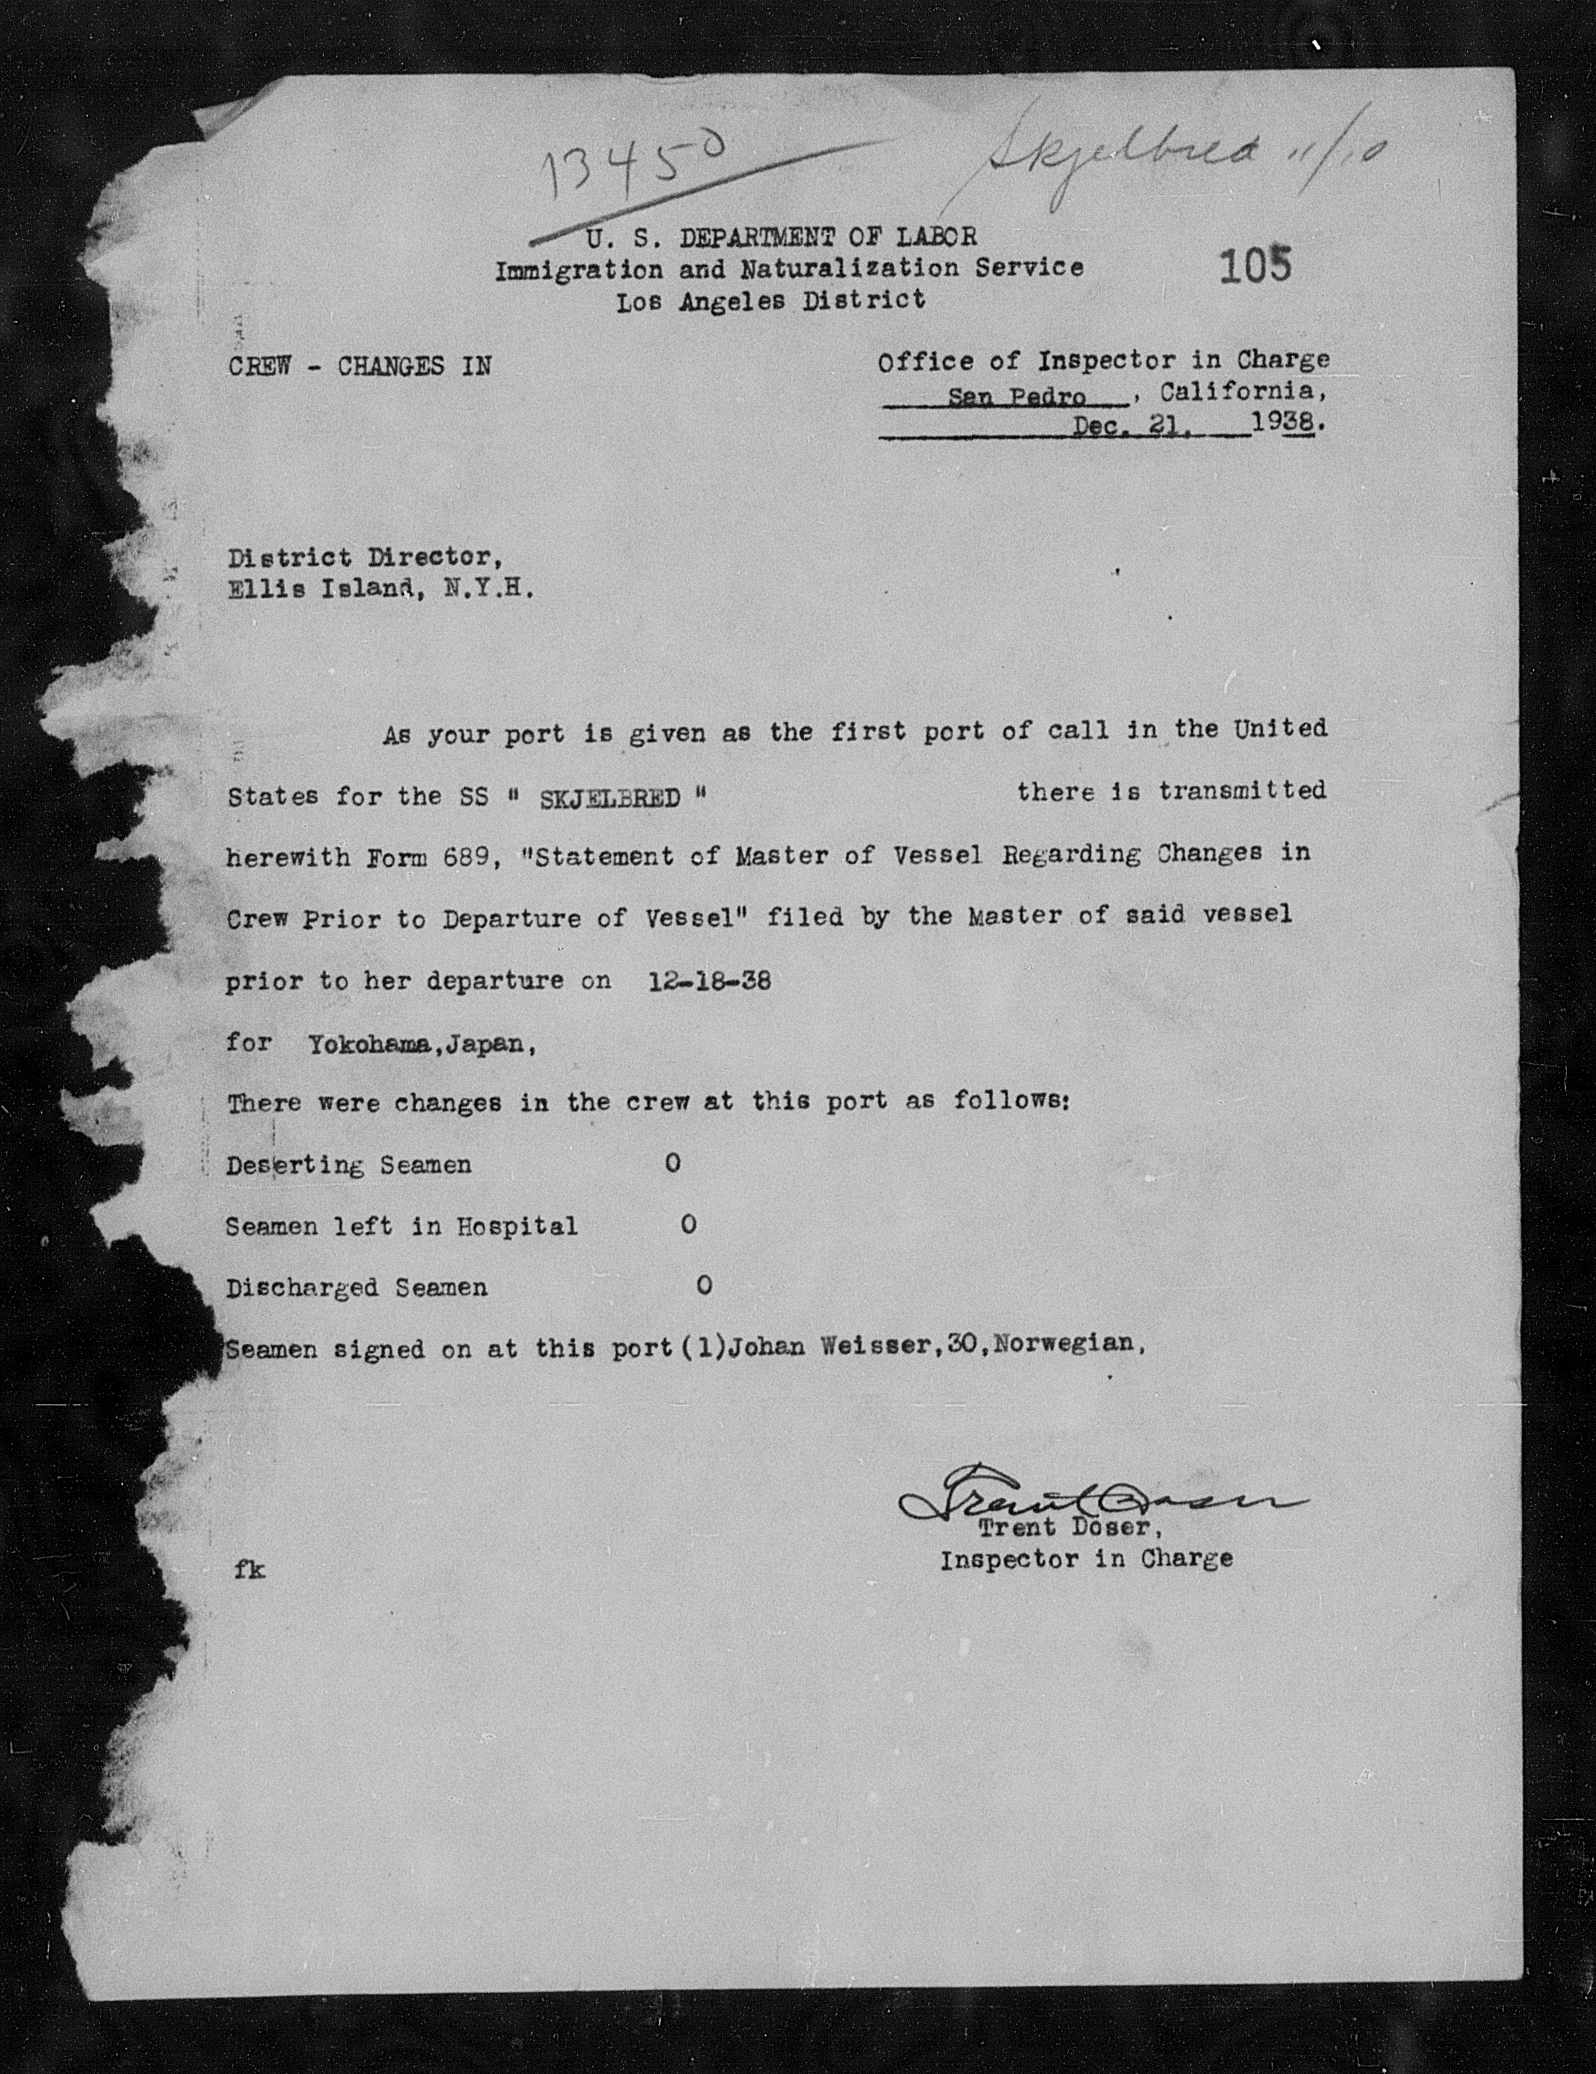 13450
Skjelbred 11/10
U. S. DEPARTMENT OF LABOR
Immigration and Naturalization Service
105
Los Angeles District
CREW - CHANGES IN
Office of Inspector in Charge
San Pedro, California,
Dec. 21, 1938.
District Director,
Ellis Island, N.Y.H.
As your port is given as the first port of call in the United
States for the SS " SKJELBRED " there is transmitted
herewith Form 689, "Statement of Master of Vessel Regarding Changes in
Crew Prior to Departure of Vessel" filed by the Master of said vessel
prior to her departure on 12-18-38
for Yokohama,Japan,
There were changes in the crew at this port as follows:
Deserting Seamen 0
Seamen left in Hospital 0
Discharged Seamen 0
Seamen signed on at this port(1)Johan Weisser,30,Norwegian,
Trent Doser
Trent Doser,
Inspector in Charge
fk